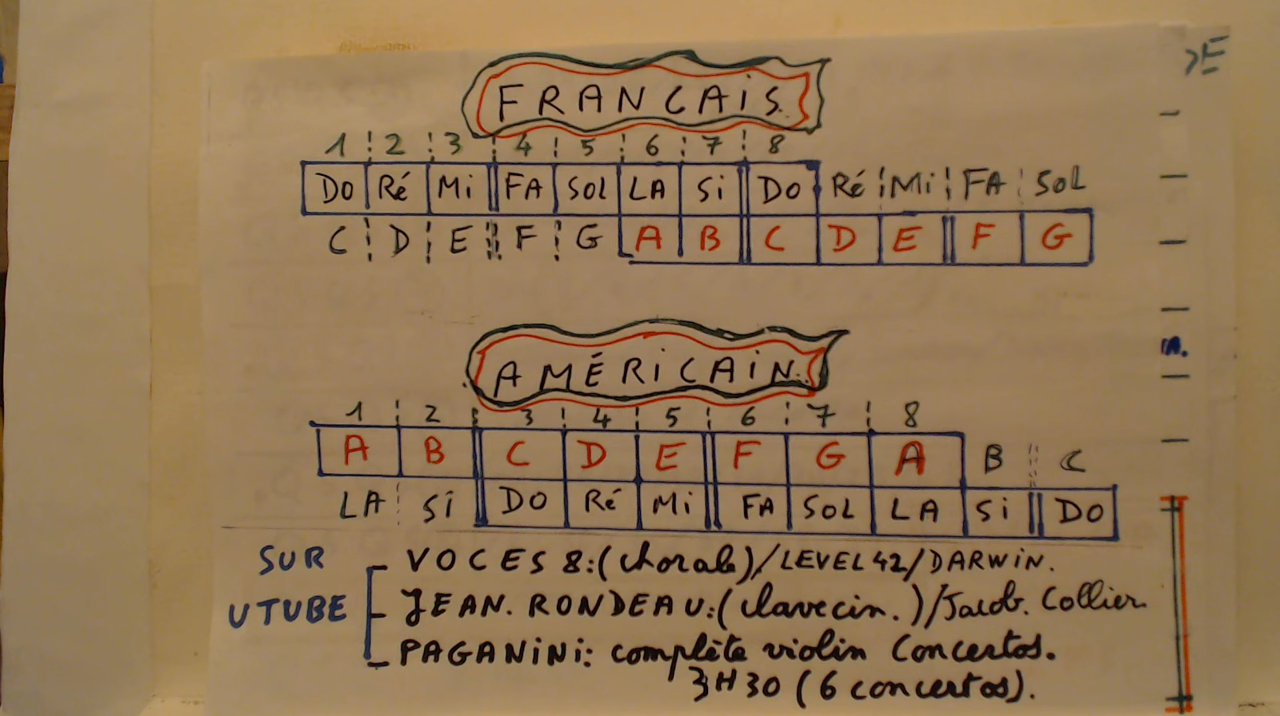 FRANCAiS.
1 2 3 4 5 6 7 8
DO Ré Mi FA SOL LA Si DO Ré Mi FA SOL
C D E F G A B C D E F G
AMÉRiCAiN.
1 2 3 4 5 6 7 8
A B C D E F G A B C
LA Si DO Ré Mi FA SOL LA Si DO
SUR UTUBE
VOCES 8:(chorale)/LEVEL 42/DARWiN.
JEAN. RONDEAU:(clavecin.)/Jacob. Collier.
PAGANiNi: complète violin Concertos.
3H30 (6 concertos).